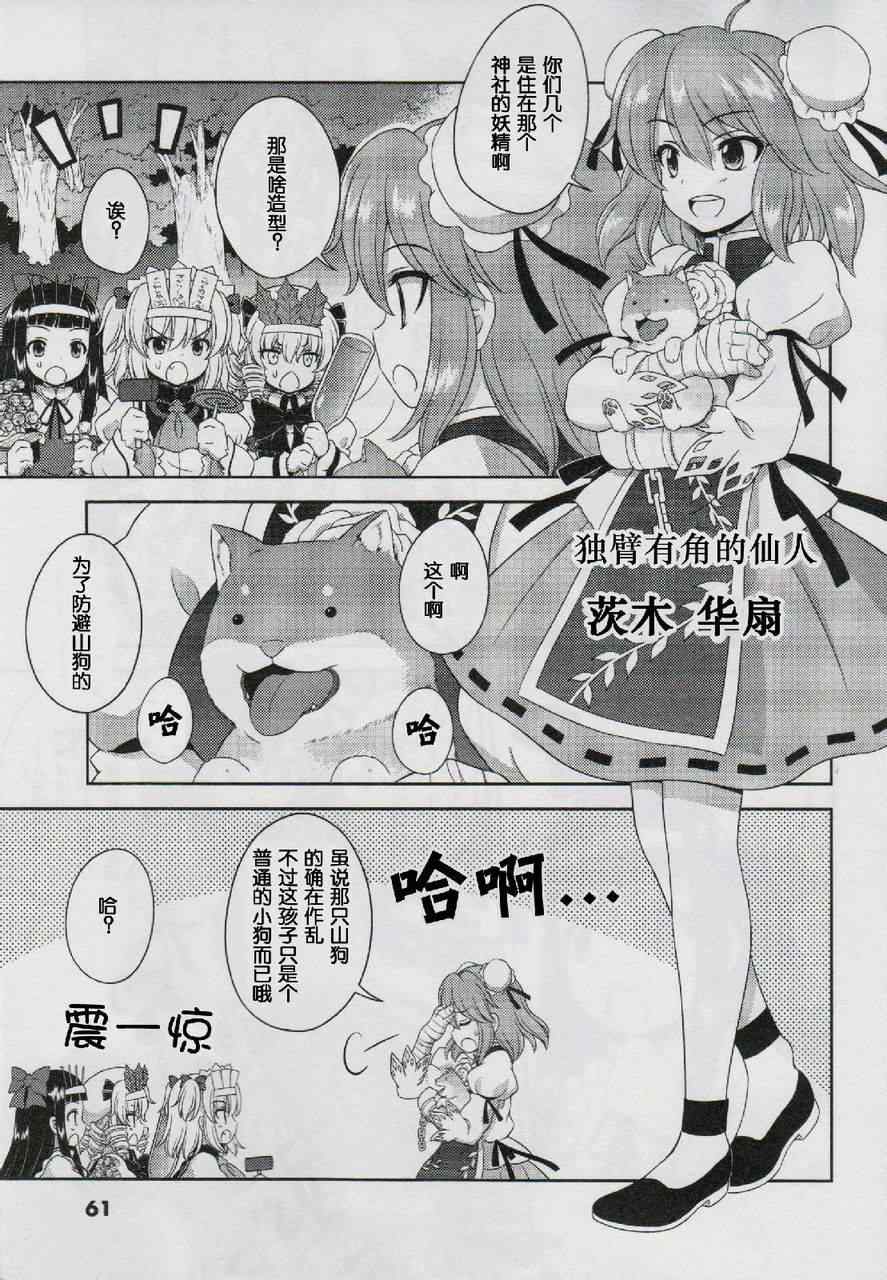 你们几个
是住在那个
神社的妖精啊
那是啥造型?
诶?
独臂有角的仙人
茨木 华扇
啊
这个啊
为了防避山狗的
哈
哈
哈啊...
虽说那只山狗
的确在作乱
不过这孩子只是个
普通的小狗而已哦
哈?
震一惊
61